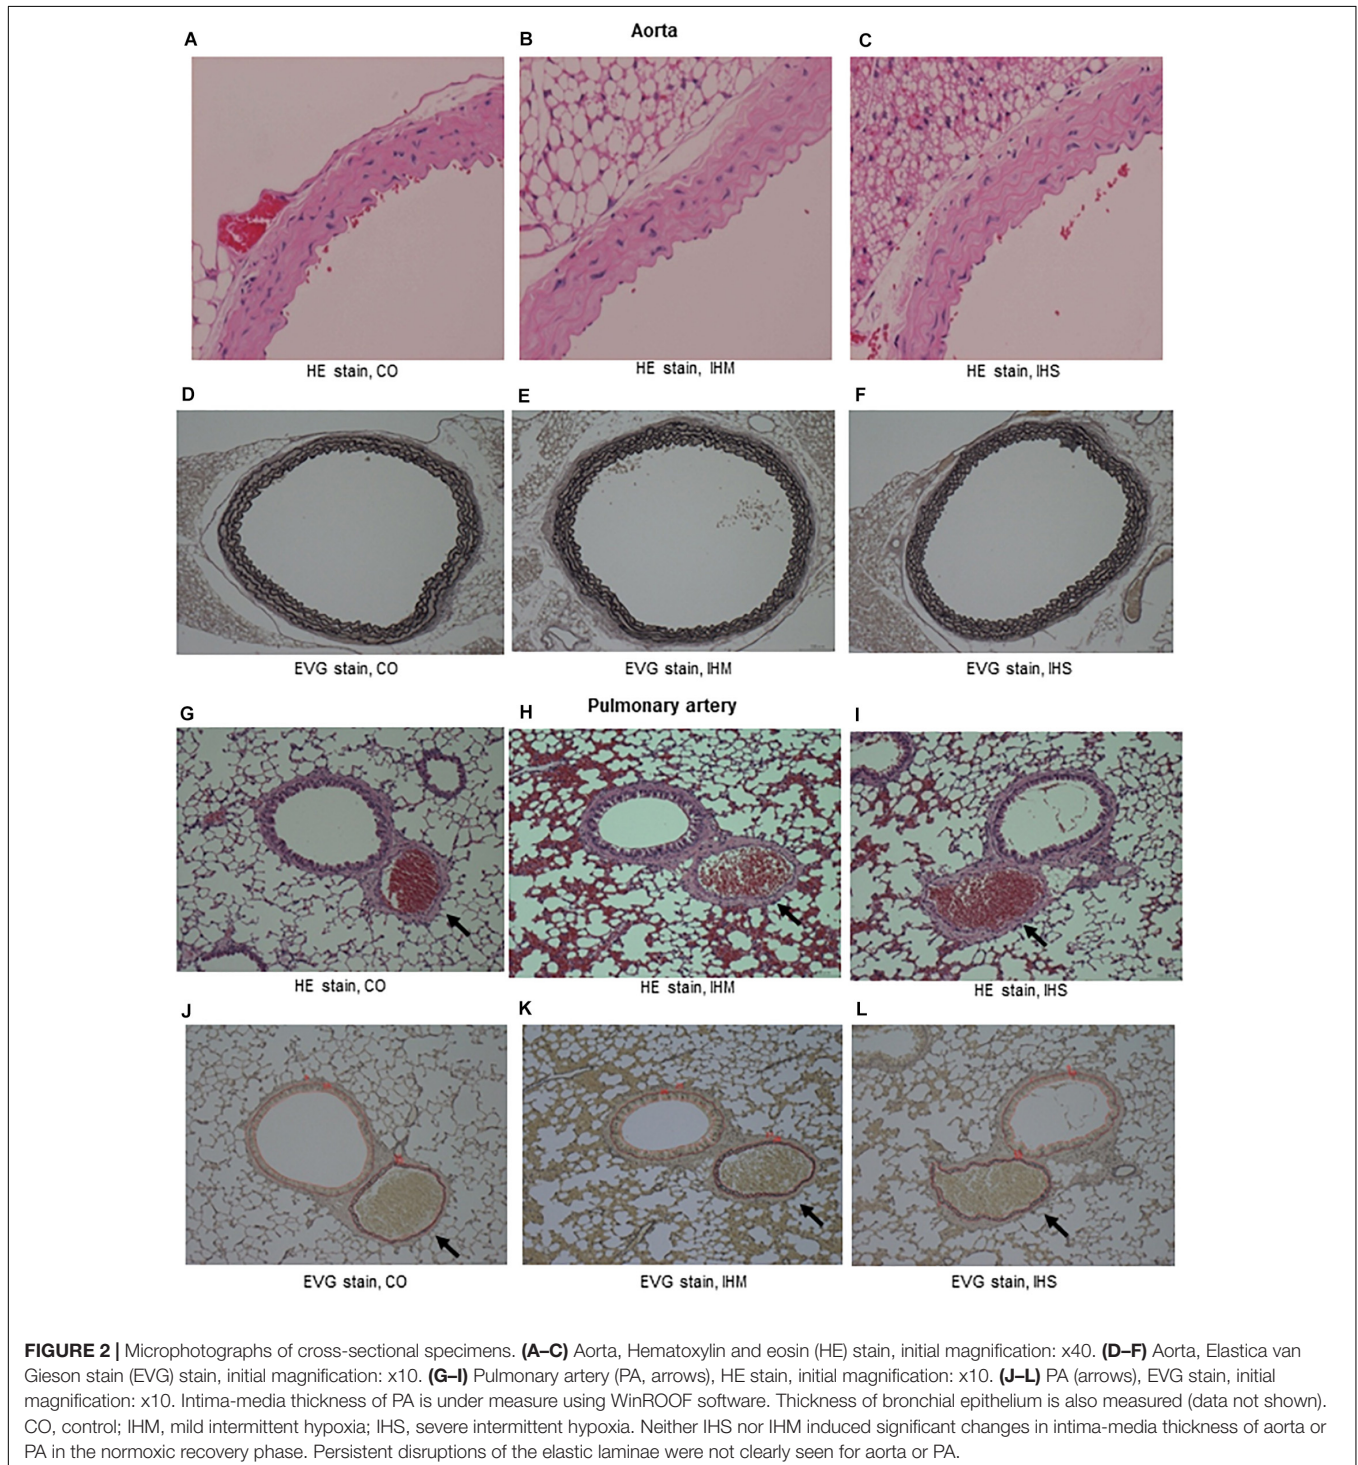 Aorta
A
B
C
HE stain, CO
HE stain, IHM
HE stain, IHS
D
E
F
EVG stain, CO
EVG stain, IHM
EVG stain, IHS
Pulmonary artery
G
H
I
HE stain, CO
HE stain, IHM
HE stain, IHS
J
K
L
EVG stain, CO
EVG stain, IHM
EVG stain, IHS
FIGURE 2 | Microphotographs of cross-sectional specimens. (A–C) Aorta, Hematoxylin and eosin (HE) stain, initial magnification: x40. (D–F) Aorta, Elastica van
Gieson stain (EVG) stain, initial magnification: x10. (G–I) Pulmonary artery (PA, arrows), HE stain, initial magnification: x10. (J–L) PA (arrows), EVG stain, initial
magnification: x10. Intima-media thickness of PA is under measure using WinROOF software. Thickness of bronchial epithelium is also measured (data not shown).
CO, control; IHM, mild intermittent hypoxia; IHS, severe intermittent hypoxia. Neither IHS nor IHM induced significant changes in intima-media thickness of aorta or
PA in the normoxic recovery phase. Persistent disruptions of the elastic laminae were not clearly seen for aorta or PA.